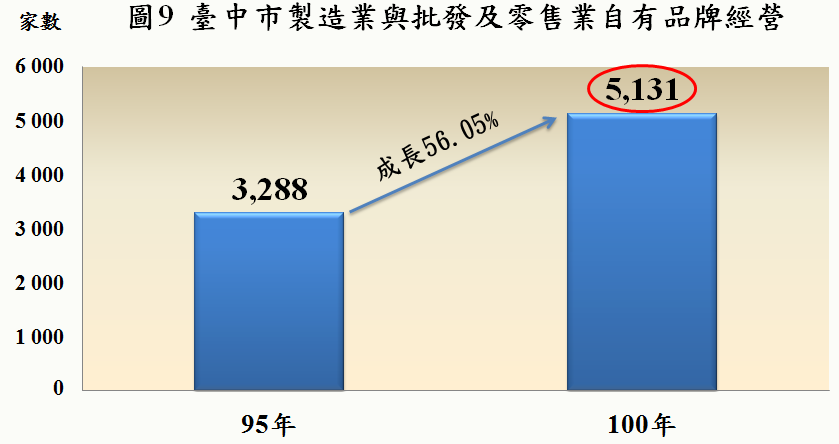 圖9 臺中市製造業與批發及零售業自有品牌經營
家數
6 000
5 000
4 000
3 000
2 000
1 000
0
3,288
成長56.05%
5,131
95年
100年